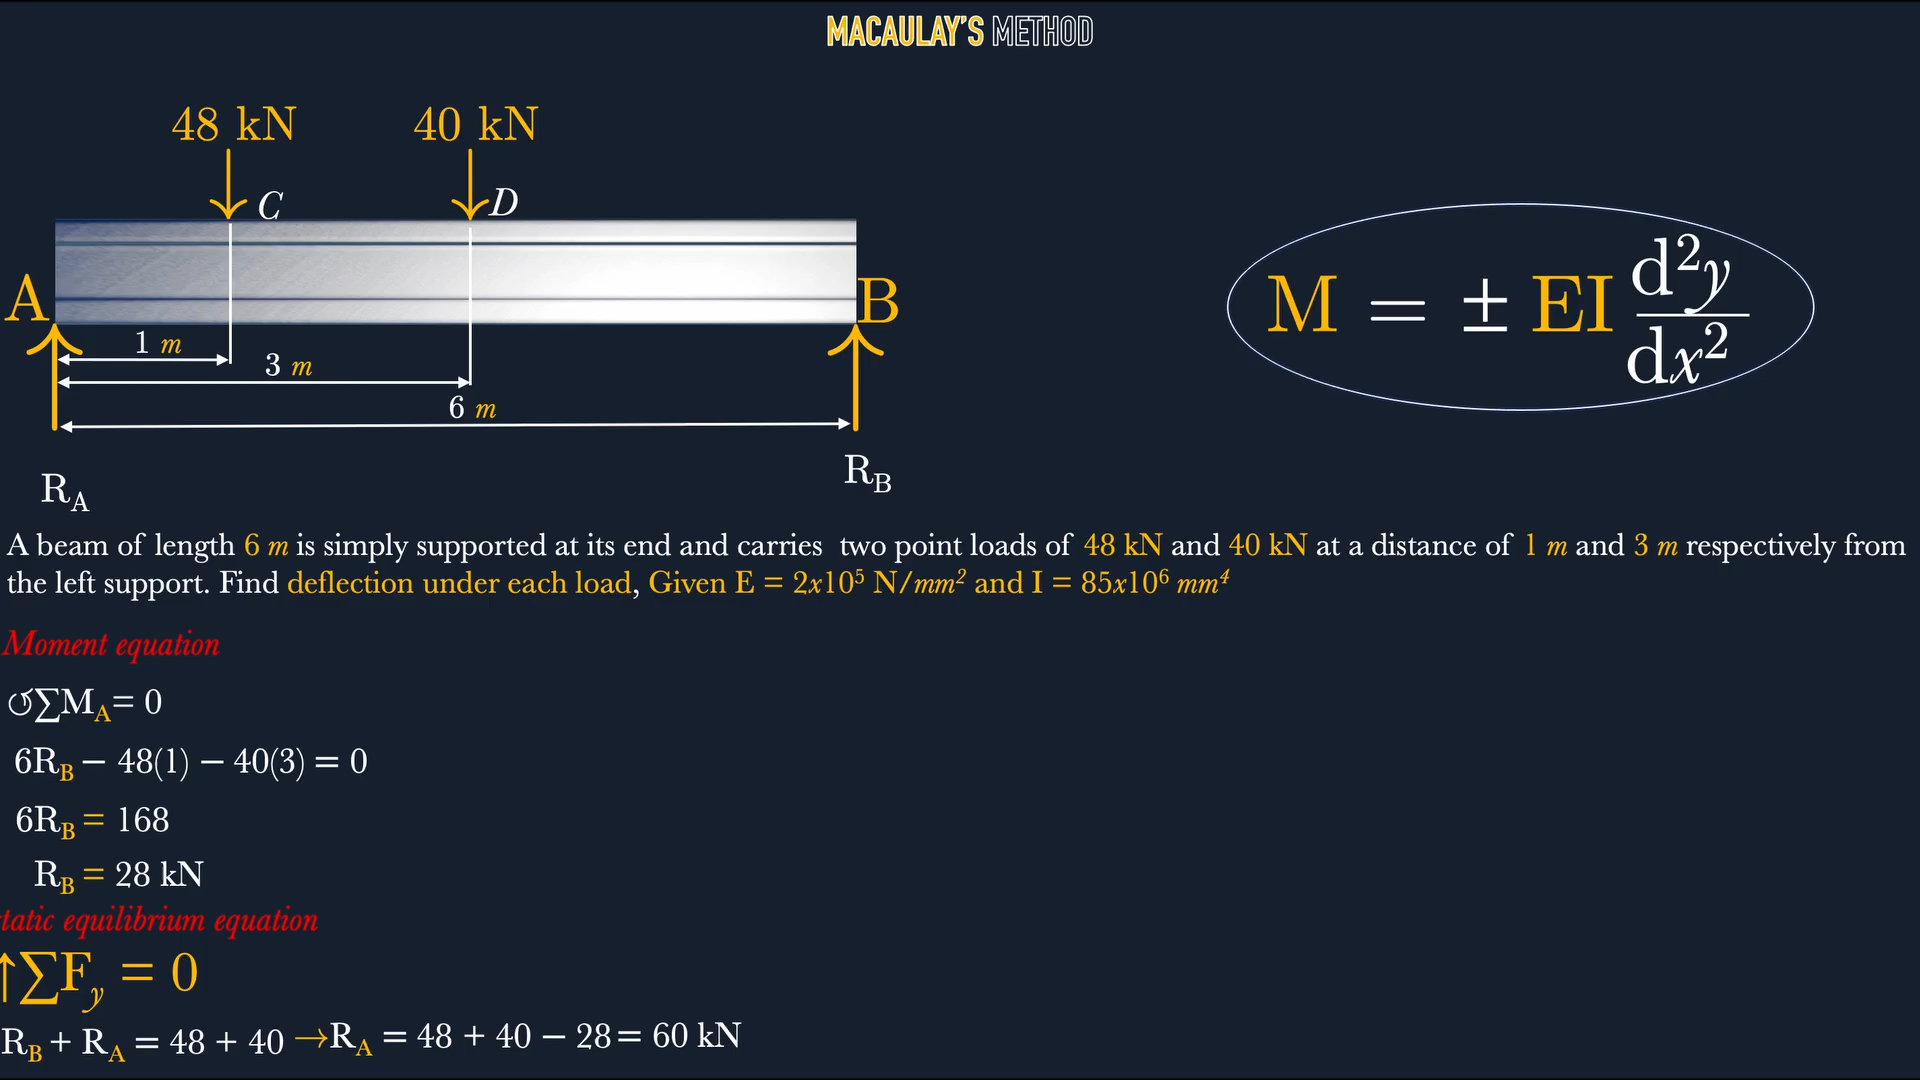 MACAULAY'S METHOD
48 kN
40 kN
C
D
A
B
1 m
3 m
6 m
R_A
R_B
M = ± EI d²y/dx²
A beam of length 6 m is simply supported at its end and carries two point loads of 48 kN and 40 kN at a distance of 1 m and 3 m respectively from
the left support. Find deflection under each load, Given E = 2x10⁵ N/mm² and I = 85x10⁶ mm⁴
Moment equation
↺∑M_A = 0
6R_B − 48(1) − 40(3) = 0
6R_B = 168
R_B = 28 kN
tatic equilibrium equation
↑∑F_y = 0
R_B + R_A = 48 + 40 →R_A = 48 + 40 − 28 = 60 kN